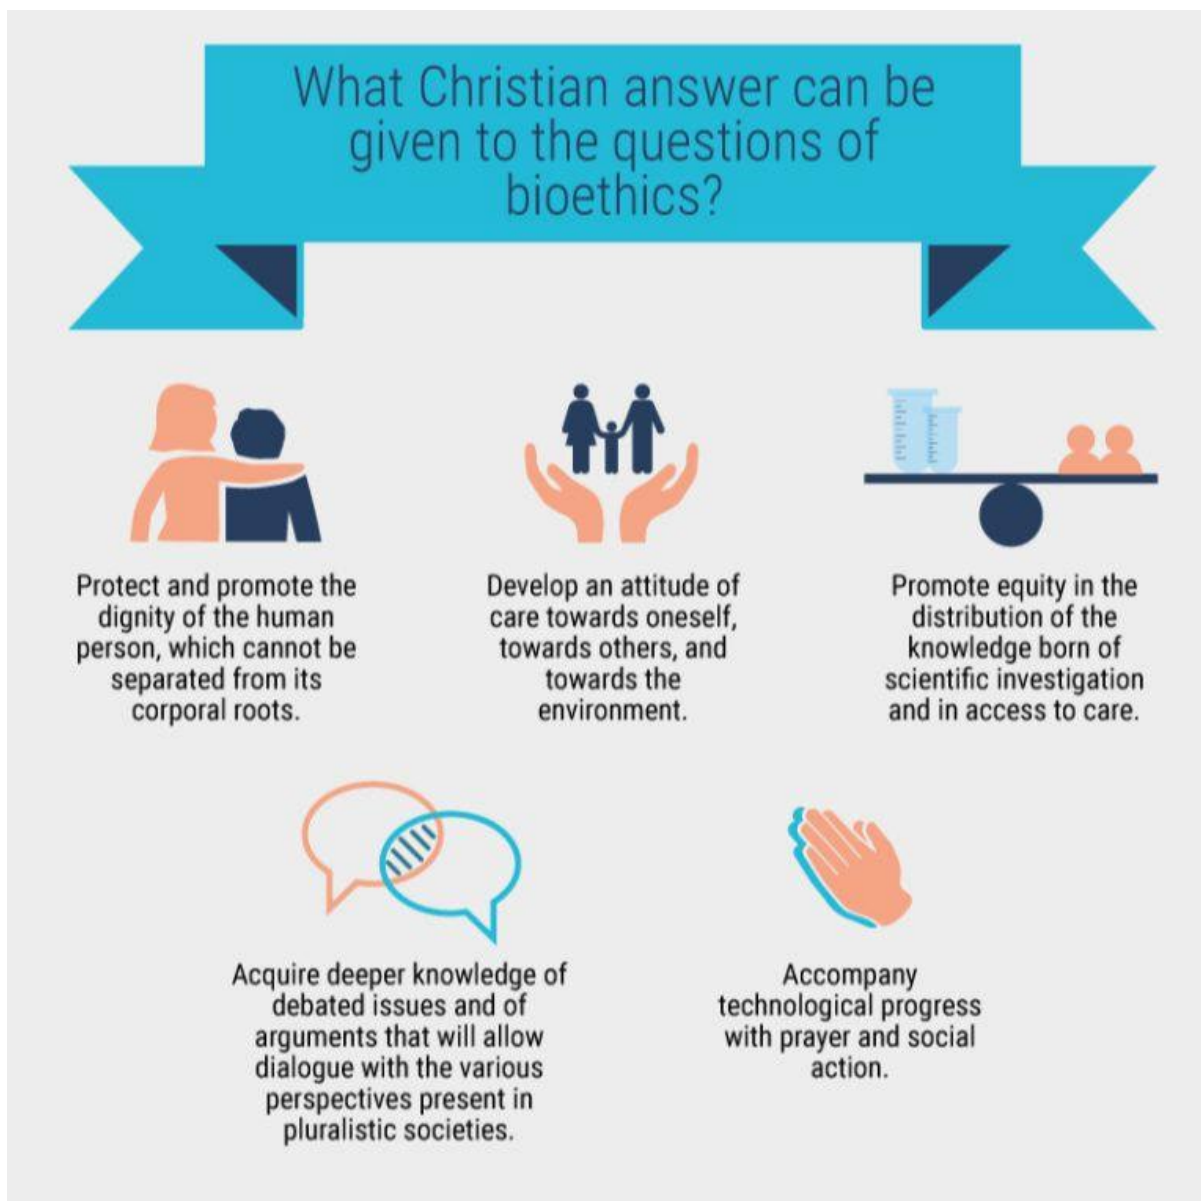 What Christian answer can be
given to the questions of
bioethics?
Protect and promote the
dignity of the human
person, which cannot be
separated from its
corporal roots.
Develop an attitude of
care towards oneself,
towards others, and
towards the
environment.
Promote equity in the
distribution of the
knowledge born of
scientific investigation
and in access to care.
Acquire deeper knowledge of
debated issues and of
arguments that will allow
dialogue with the various
perspectives present in
pluralistic societies.
Accompany
technological progress
with prayer and social
action.